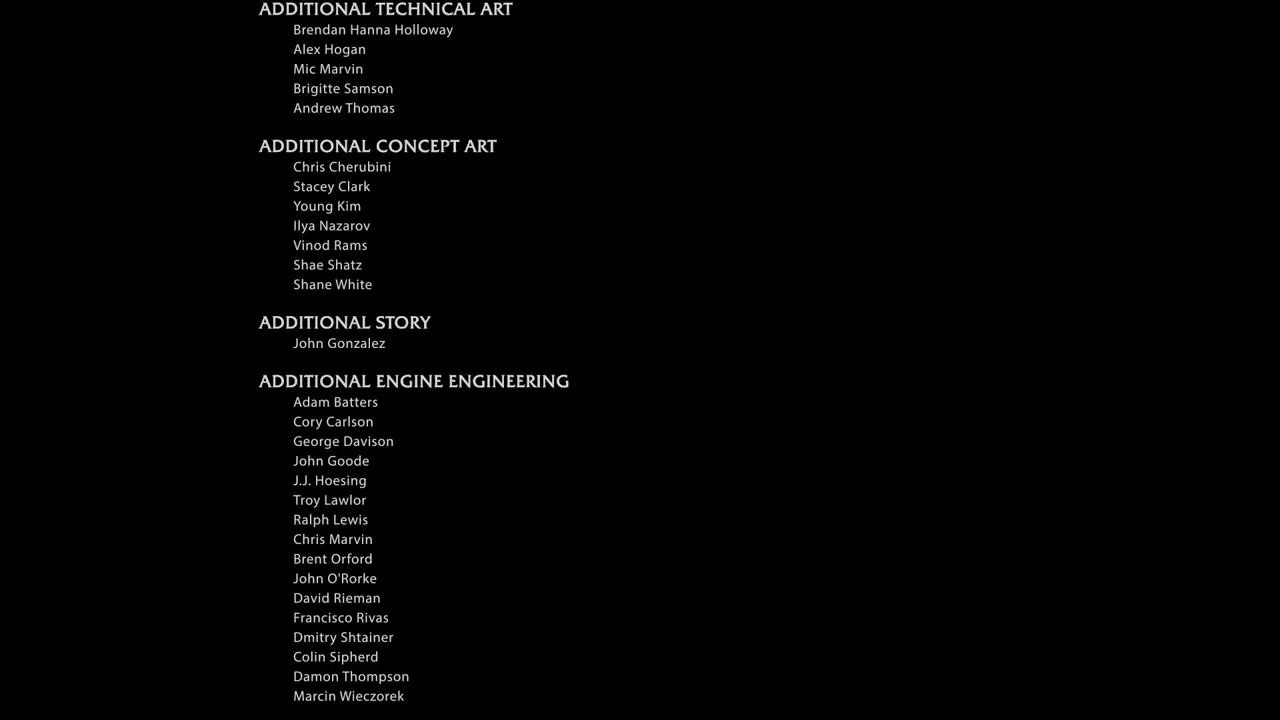 ADDITIONAL TECHNICAL ART
Brendan Hanna Holloway
Alex Hogan
Mic Marvin
Brigitte Samson
Andrew Thomas
ADDITIONAL CONCEPT ART
Chris Cherubini
Stacey Clark
Young Kim
Ilya Nazarov
Vinod Rams
Shae Shatz
Shane White
ADDITIONAL STORY
John Gonzalez
ADDITIONAL ENGINE ENGINEERING
Adam Batters
Cory Carlson
George Davison
John Goode
J.J. Hoesing
Troy Lawlor
Ralph Lewis
Chris Marvin
Brent Orford
John O'Rorke
David Rieman
Francisco Rivas
Dmitry Shtainer
Colin Sipherd
Damon Thompson
Marcin Wieczorek